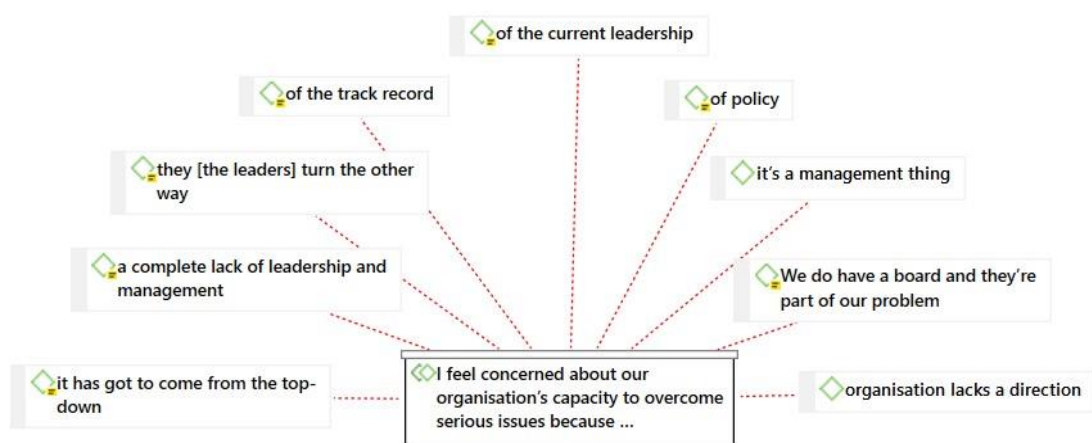 of the current leadership
of the track record
of policy
they [the leaders] turn the other
way
it's a management thing
a complete lack of leadership and
management
We do have a board and they're
part of our problem
it has got to come from the top-
down
I feel concerned about our
organisation's capacity to overcome
serious issues because ...
organisation lacks a direction